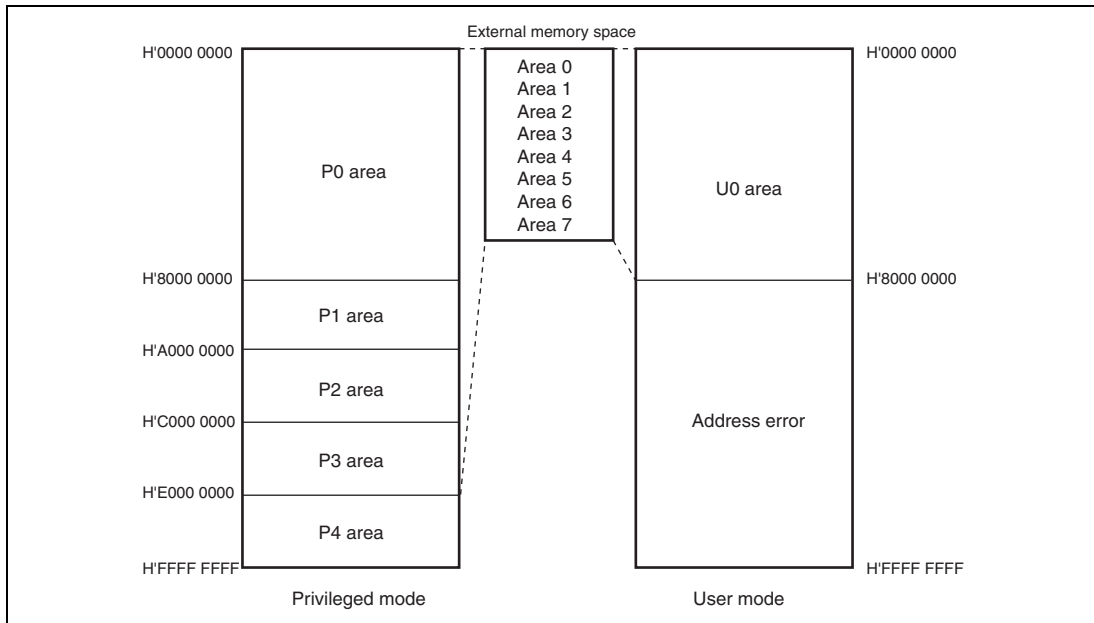 External memory space
H'0000 0000
H'0000 0000
Area 0
Area 1
Area 2
Area 3
Area 4
Area 5
Area 6
Area 7
P0 area
U0 area
H'8000 0000
H'8000 0000
P1 area
H'A000 0000
P2 area
H'C000 0000
Address error
P3 area
H'E000 0000
P4 area
H'FFFF FFFF
H'FFFF FFFF
Privileged mode
User mode